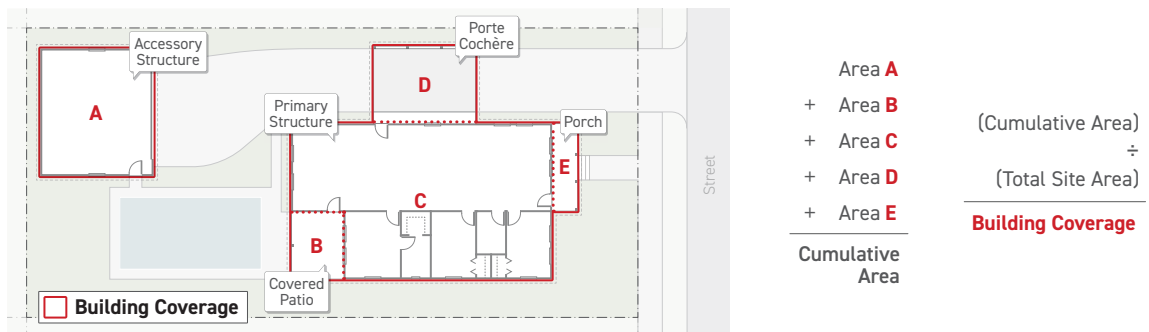 Accessory
Structure
Porte
Cochère
A
D
Primary
Structure
Porch
E
C
B
Covered
Patio
Street
Building Coverage
Area A
+ Area B
+ Area C
+ Area D
+ Area E
Cumulative
Area
(Cumulative Area)
÷
(Total Site Area)
Building Coverage